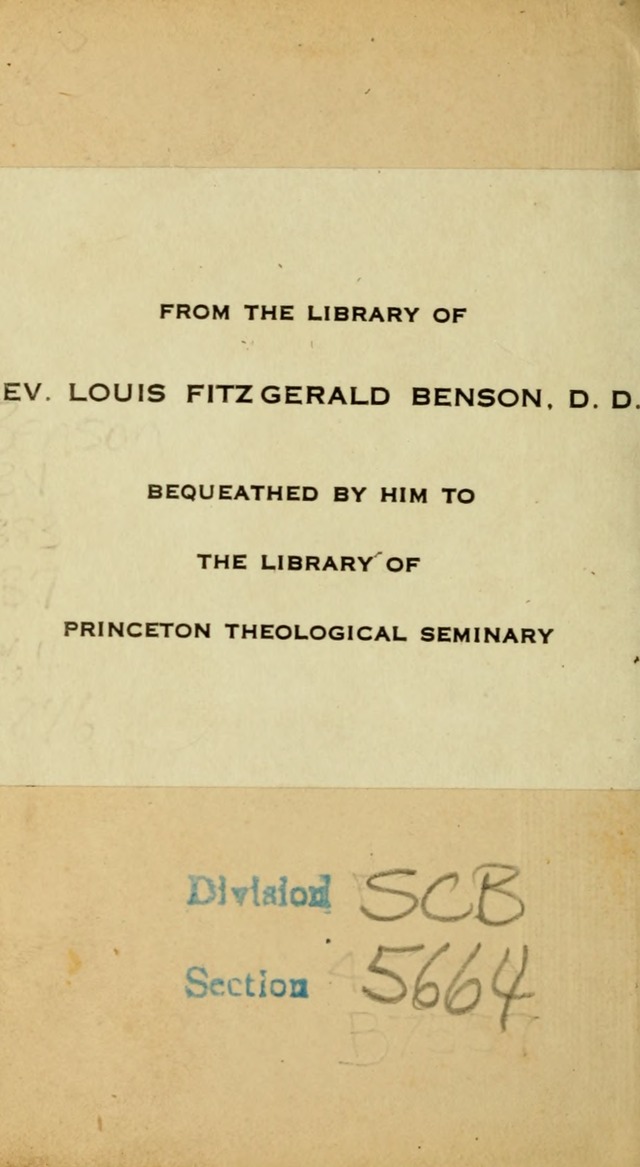 FROM THE LIBRARY OF
EV. LOUIS FITZGERALD BENSON, D. D.
BEQUEATHED BY HIM TO
THE LIBRARY OF
PRINCETON THEOLOGICAL SEMINARY
Division SCB
Section 5664